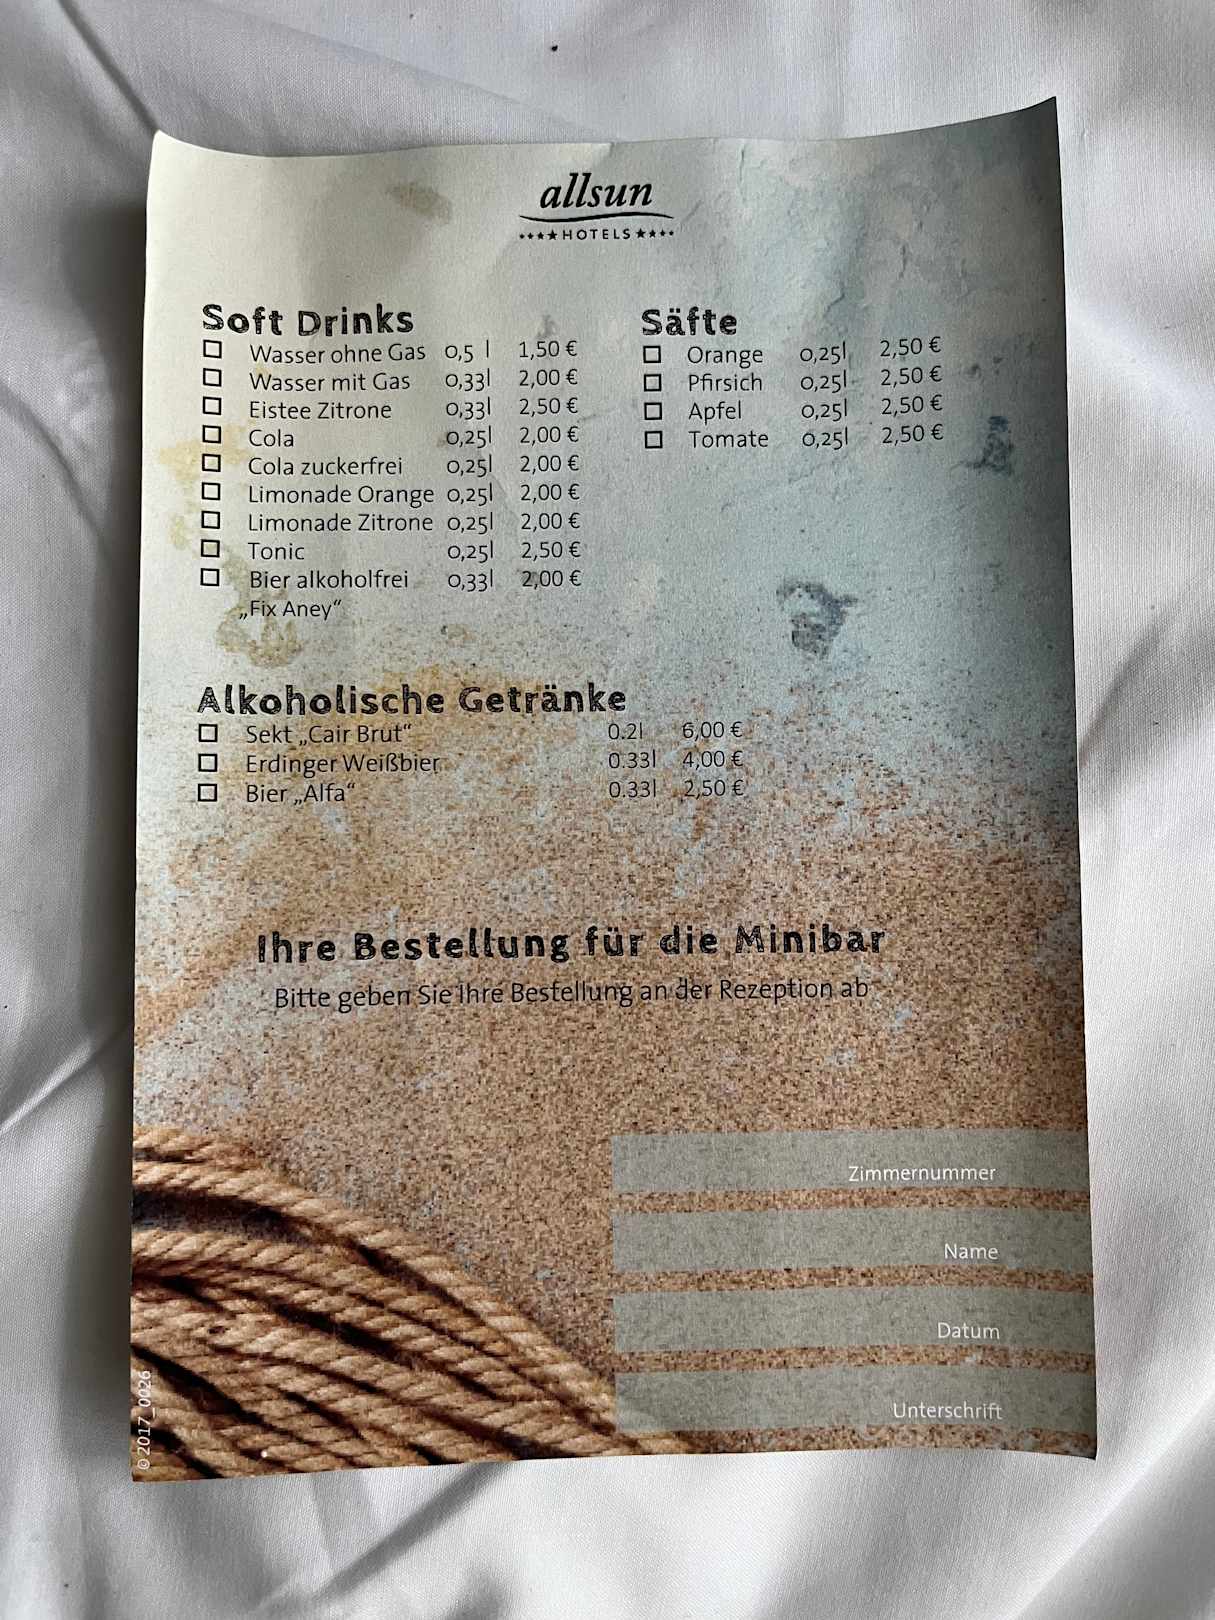 allsun
★★★★HOTELS★★★★
Soft Drinks
Wasser ohne Gas 0,5 l 1,50 €
Wasser mit Gas 0,33l 2,00 €
Eistee Zitrone 0,33l 2,50 €
Cola 0,25l 2,00 €
Cola zuckerfrei 0,25l 2,00 €
Limonade Orange 0,25l 2,00 €
Limonade Zitrone 0,25l 2,00 €
Tonic 0,25l 2,50 €
Bier alkoholfrei 0,33l 2,00 €
„Fix Aney“
Säfte
Orange 0,25l 2,50 €
Pfirsich 0,25l 2,50 €
Apfel 0,25l 2,50 €
Tomate 0,25l 2,50 €
Alkoholische Getränke
Sekt „Cair Brut“ 0.2l 6,00 €
Erdinger Weißbier 0.33l 4,00 €
Bier „Alfa“ 0.33l 2,50 €
Ihre Bestellung für die Minibar
Bitte geben Sie Ihre Bestellung an der Rezeption ab
Zimmernummer
Name
Datum
Unterschrift
©2017_0026